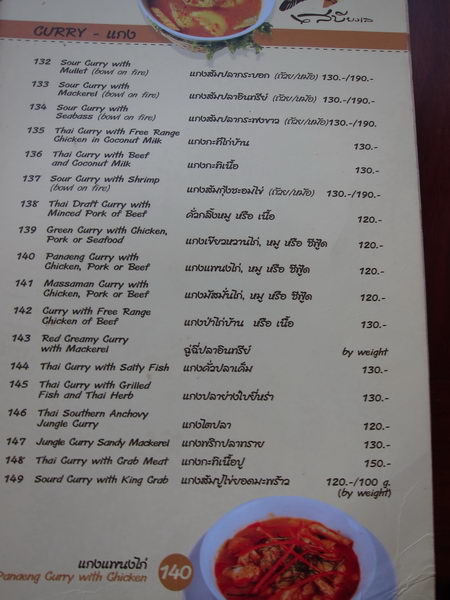 เสบียงเล
CURRY - แกง
132 Sour Curry with
Mullet (bowl on fire) แกงส้มปลากระบอก (ถ้วย/หม้อ) 130.-/190.-
133 Sour Curry with
Mackerel (bowl on fire) แกงส้มปลาอินทรีย์ (ถ้วย/หม้อ) 130.-/190.-
134 Sour Curry with
Seabass (bowl on fire) แกงส้มปลากระพงขาว (ถ้วย/หม้อ) 130.-/190.
135 Thai Curry with Free Range
Chicken in Coconut Milk แกงกะทิไก่บ้าน 130.-
136 Thai Curry with Beef
and Coconut Milk แกงกะทิเนื้อ 130.-
137 Sour Curry with Shrimp
(bowl on fire) แกงส้มกุ้งชะอมไข่ (ถ้วย/หม้อ) 130.-/190.-
138 Thai Draft Curry with
Minced Pork of Beef คั่วกลิ้งหมู หรือ เนื้อ 120.-
139 Green Curry with Chicken,
Pork or Seafood แกงเขียวหวานไก่, หมู หรือ ซีฟู๊ด 120.-
140 Panaeng Curry with
Chicken, Pork or Beef แกงแพนงไก่, หมู หรือ ซีฟู๊ด 120.-
141 Massaman Curry with
Chicken, Pork or Beef แกงมัชมั่นไก่, หมู หรือ ซีฟู๊ด 120.-
142 Curry with Free Range
Chicken of Beef แกงป่าไก่บ้าน หรือ เนื้อ 130.-
143 Red Creamy Curry
with Mackerel ฉู่ฉี่ปลาอินทรีย์ by weight
144 Thai Curry with Salty Fish แกงคั่วปลาเค็ม 130.-
145 Thai Curry with Grilled
Fish and Thai Herb แกงปลาย่างใบยี่หร่า 130.-
146 Thai Southern Anchovy
Jungle Curry แกงไตปลา 120.-
147 Jungle Curry Sandy Mackerel แกงพริกปลาทราย 130.-
148 Thai Curry with Crab Meat แกงกะทิเนื้อปู 150.-
149 Sourd Curry with King Crab แกงส้มปูไข่ยอดมะพร้าว 120.-/100 g.
(by weight)
แกงแพนงไก่
Panaeng Curry with Chicken 140